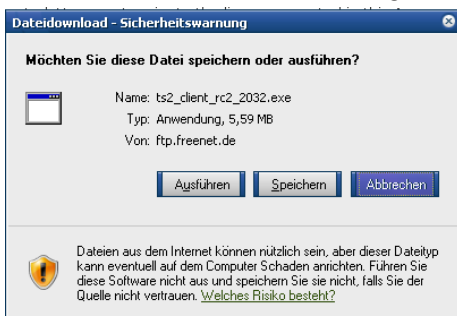 Dateidownload - Sicherheitswarnung
Möchten Sie diese Datei speichern oder ausführen?
Name: ts2_client_rc2_2032.exe
Typ: Anwendung, 5,59 MB
Von: ftp.freenet.de
Ausführen Speichern Abbrechen
Dateien aus dem Internet können nützlich sein, aber dieser Dateityp
kann eventuell auf dem Computer Schaden anrichten. Führen Sie
diese Software nicht aus und speichern Sie sie nicht, falls Sie der
Quelle nicht vertrauen. Welches Risiko besteht?